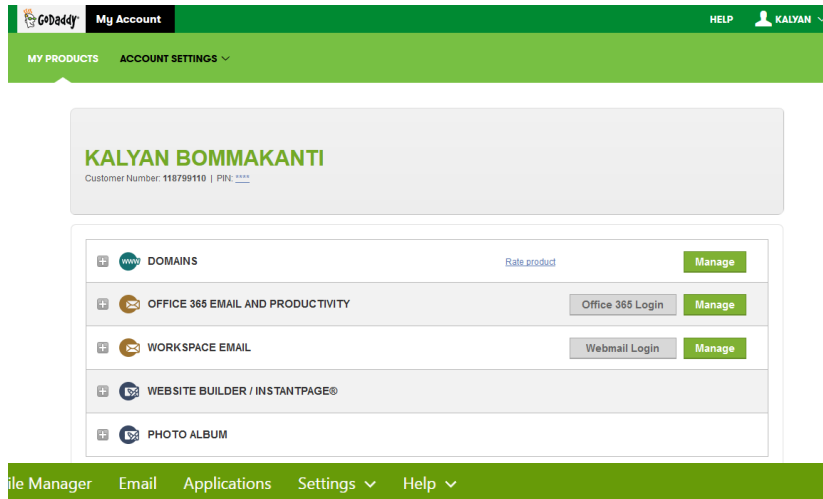 GoDaddy My Account HELP KALYAN
MY PRODUCTS ACCOUNT SETTINGS
KALYAN BOMMAKANTI
Customer Number: 118799110 | PIN: ****
www DOMAINS Rate product Manage
OFFICE 365 EMAIL AND PRODUCTIVITY Office 365 Login Manage
WORKSPACE EMAIL Webmail Login Manage
WEBSITE BUILDER / INSTANTPAGE®
PHOTO ALBUM
ile Manager Email Applications Settings Help